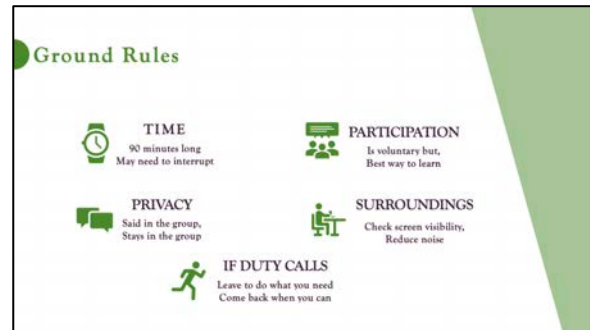 Ground Rules
TIME
90 minutes long
May need to interrupt
PARTICIPATION
Is voluntary but,
Best way to learn
PRIVACY
Said in the group,
Stays in the group
SURROUNDINGS
Check screen visibility,
Reduce noise
IF DUTY CALLS
Leave to do what you need
Come back when you can